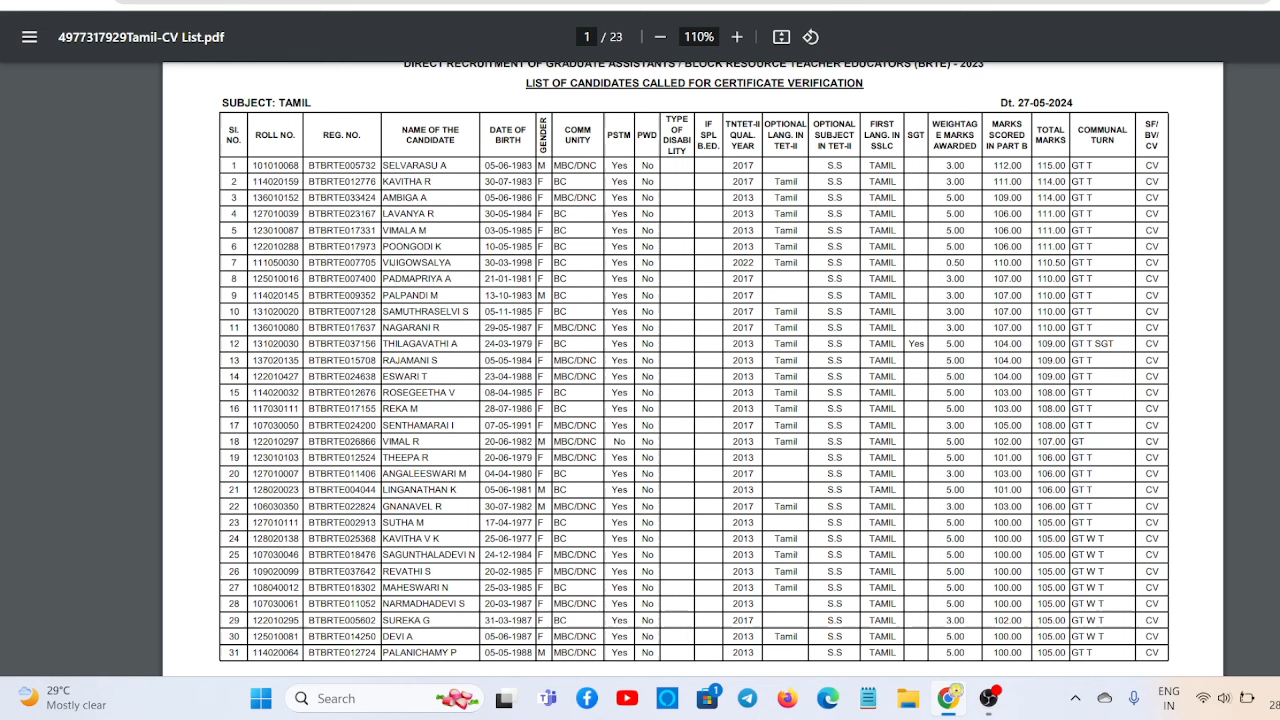 4977317929Tamil-CV List.pdf 1 / 23 110%
DIRECT RECRUITMENT OF GRADUATE ASSISTANTS / BLOCK RESOURCE TEACHER EDUCATORS (BRTE) - 2023
LIST OF CANDIDATES CALLED FOR CERTIFICATE VERIFICATION
SUBJECT: TAMIL Dt. 27-05-2024
SI. NO. ROLL NO. REG. NO. NAME OF THE CANDIDATE DATE OF BIRTH GENDER COMM UNITY PSTM PWD TYPE OF DISABI LITY IF SPL B.ED. TNTET-II QUAL. YEAR OPTIONAL LANG. IN TET-II OPTIONAL SUBJECT IN TET-II FIRST LANG. IN SSLC SGT WEIGHTAG E MARKS AWARDED MARKS SCORED IN PART B TOTAL MARKS COMMUNAL TURN SF/ BV/ CV
1 101010068 BTBRTE005732 SELVARASU A 05-06-1983 M MBC/DNC Yes No 2017 S.S TAMIL 3.00 112.00 115.00 GT T CV
2 114020159 BTBRTE012776 KAVITHA R 30-07-1983 F BC Yes No 2017 Tamil S.S TAMIL 3.00 111.00 114.00 GT T CV
3 136010152 BTBRTE033424 AMBIGA A 05-06-1986 F MBC/DNC Yes No 2013 Tamil S.S TAMIL 5.00 109.00 114.00 GT T CV
4 127010039 BTBRTE023167 LAVANYA R 30-05-1984 F BC Yes No 2013 Tamil S.S TAMIL 5.00 106.00 111.00 GT T CV
5 123010087 BTBRTE017331 VIMALA M 03-05-1985 F BC Yes No 2013 Tamil S.S TAMIL 5.00 106.00 111.00 GT T CV
6 122010288 BTBRTE017973 POONGODI K 10-05-1985 F BC Yes No 2013 Tamil S.S TAMIL 5.00 106.00 111.00 GT T CV
7 111050030 BTBRTE007705 VIJIGOWSALYA 30-03-1998 F BC Yes No 2022 Tamil S.S TAMIL 0.50 110.00 110.50 GT T CV
8 125010016 BTBRTE007400 PADMAPRIYA A 21-01-1981 F BC Yes No 2017 S.S TAMIL 3.00 107.00 110.00 GT T CV
9 114020145 BTBRTE009352 PALPANDI M 13-10-1983 M BC Yes No 2017 S.S TAMIL 3.00 107.00 110.00 GT T CV
10 131020020 BTBRTE007128 SAMUTHRASELVI S 05-11-1985 F BC Yes No 2017 Tamil S.S TAMIL 3.00 107.00 110.00 GT T CV
11 136010080 BTBRTE017637 NAGARANI R 29-05-1987 F MBC/DNC Yes No 2017 Tamil S.S TAMIL 3.00 107.00 110.00 GT T CV
12 131020030 BTBRTE037156 THILAGAVATHI A 24-03-1979 F BC Yes No 2013 Tamil S.S TAMIL Yes 5.00 104.00 109.00 GT T SGT CV
13 137020135 BTBRTE015708 RAJAMANI S 05-05-1984 F MBC/DNC Yes No 2013 Tamil S.S TAMIL 5.00 104.00 109.00 GT T CV
14 122010427 BTBRTE024638 ESWARI T 23-04-1988 F MBC/DNC Yes No 2013 Tamil S.S TAMIL 5.00 104.00 109.00 GT T CV
15 114020032 BTBRTE012676 ROSEGEETHA V 08-04-1985 F BC Yes No 2013 Tamil S.S TAMIL 5.00 103.00 108.00 GT T CV
16 117030111 BTBRTE017155 REKA M 28-07-1986 F BC Yes No 2013 Tamil S.S TAMIL 5.00 103.00 108.00 GT T CV
17 107030050 BTBRTE024200 SENTHAMARAI I 07-05-1991 F MBC/DNC Yes No 2017 Tamil S.S TAMIL 3.00 105.00 108.00 GT T CV
18 122010297 BTBRTE026866 VIMAL R 20-06-1982 M MBC/DNC No No 2013 Tamil S.S TAMIL 5.00 102.00 107.00 GT CV
19 123010103 BTBRTE012524 THEEPA R 20-06-1979 F MBC/DNC Yes No 2013 S.S TAMIL 5.00 101.00 106.00 GT T CV
20 127010007 BTBRTE011406 ANGALEESWARI M 04-04-1980 F BC Yes No 2017 S.S TAMIL 3.00 103.00 106.00 GT T CV
21 128020023 BTBRTE004044 LINGANATHAN K 05-06-1981 M BC Yes No 2013 S.S TAMIL 5.00 101.00 106.00 GT T CV
22 106030350 BTBRTE022824 GNANAVEL R 30-07-1982 M MBC/DNC Yes No 2017 Tamil S.S TAMIL 3.00 103.00 106.00 GT T CV
23 127010111 BTBRTE002913 SUTHA M 17-04-1977 F BC Yes No 2013 S.S TAMIL 5.00 100.00 105.00 GT T CV
24 128020138 BTBRTE025368 KAVITHA V K 25-06-1977 F BC Yes No 2013 Tamil S.S TAMIL 5.00 100.00 105.00 GT W T CV
25 107030046 BTBRTE018476 SAGUNTHALADEVI N 24-12-1984 F MBC/DNC Yes No 2013 Tamil S.S TAMIL 5.00 100.00 105.00 GT W T CV
26 109020099 BTBRTE037642 REVATHI S 20-02-1985 F MBC/DNC Yes No 2013 Tamil S.S TAMIL 5.00 100.00 105.00 GT W T CV
27 108040012 BTBRTE018302 MAHESWARI N 25-03-1985 F BC Yes No 2013 Tamil S.S TAMIL 5.00 100.00 105.00 GT W T CV
28 107030061 BTBRTE011052 NARMADHADEVI S 20-03-1987 F MBC/DNC Yes No 2013 S.S TAMIL 5.00 100.00 105.00 GT W T CV
29 122010295 BTBRTE005602 SUREKA G 31-03-1987 F BC Yes No 2017 S.S TAMIL 3.00 102.00 105.00 GT W T CV
30 125010081 BTBRTE014250 DEVI A 05-06-1987 F MBC/DNC Yes No 2013 Tamil S.S TAMIL 5.00 100.00 105.00 GT W T CV
31 114020064 BTBRTE012724 PALANICHAMY P 05-05-1988 M MBC/DNC Yes No 2013 S.S TAMIL 5.00 100.00 105.00 GT T CV
29°C
Mostly clear
Search
1
ENG
IN
28